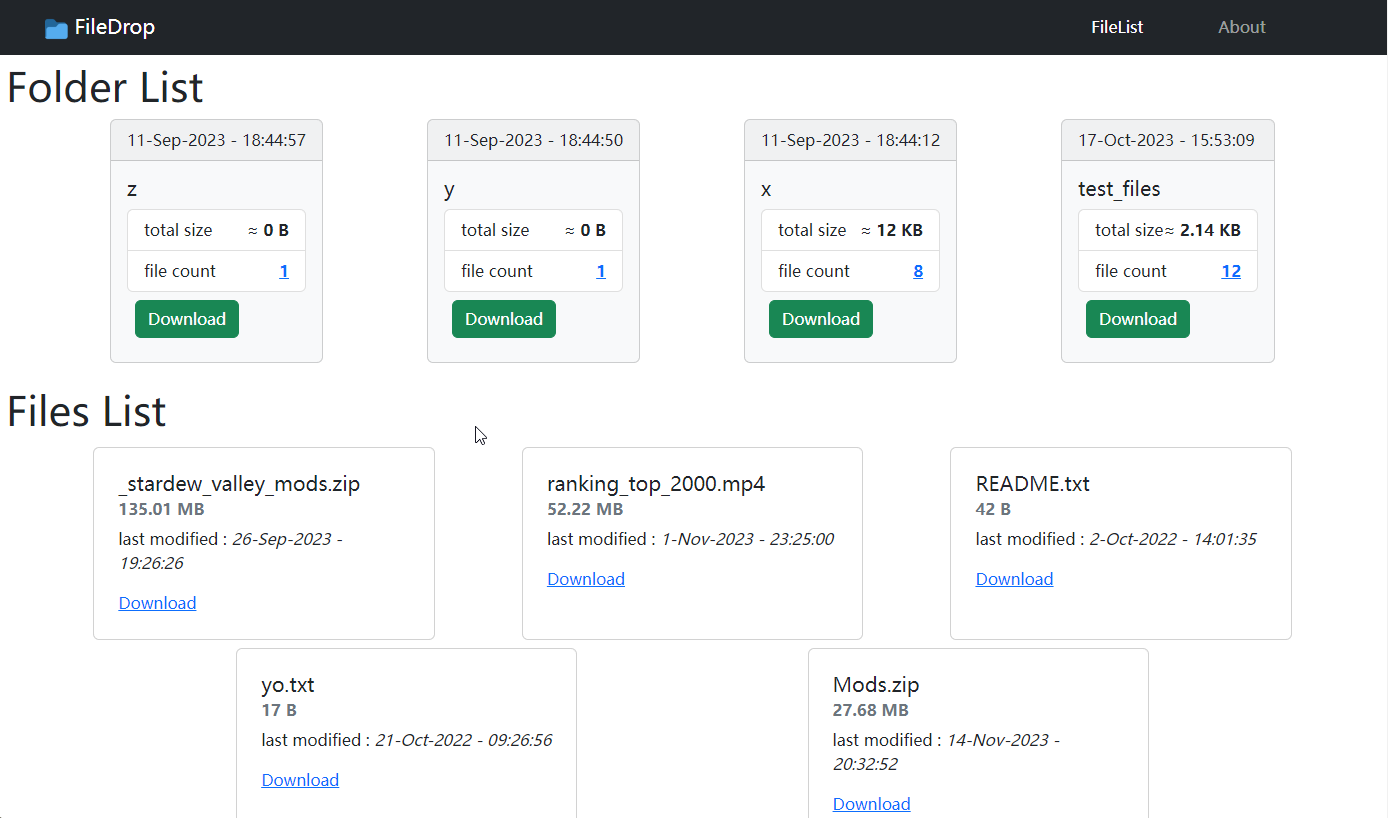 FileDrop FileList About
Folder List
11-Sep-2023 - 18:44:57
z
total size ≈ 0 B
file count 1
Download
11-Sep-2023 - 18:44:50
y
total size ≈ 0 B
file count 1
Download
11-Sep-2023 - 18:44:12
x
total size ≈ 12 KB
file count 8
Download
17-Oct-2023 - 15:53:09
test_files
total size≈ 2.14 KB
file count 12
Download
Files List
_stardew_valley_mods.zip
135.01 MB
last modified : 26-Sep-2023 -
19:26:26
Download
ranking_top_2000.mp4
52.22 MB
last modified : 1-Nov-2023 - 23:25:00
Download
README.txt
42 B
last modified : 2-Oct-2022 - 14:01:35
Download
yo.txt
17 B
last modified : 21-Oct-2022 - 09:26:56
Download
Mods.zip
27.68 MB
last modified : 14-Nov-2023 -
20:32:52
Download